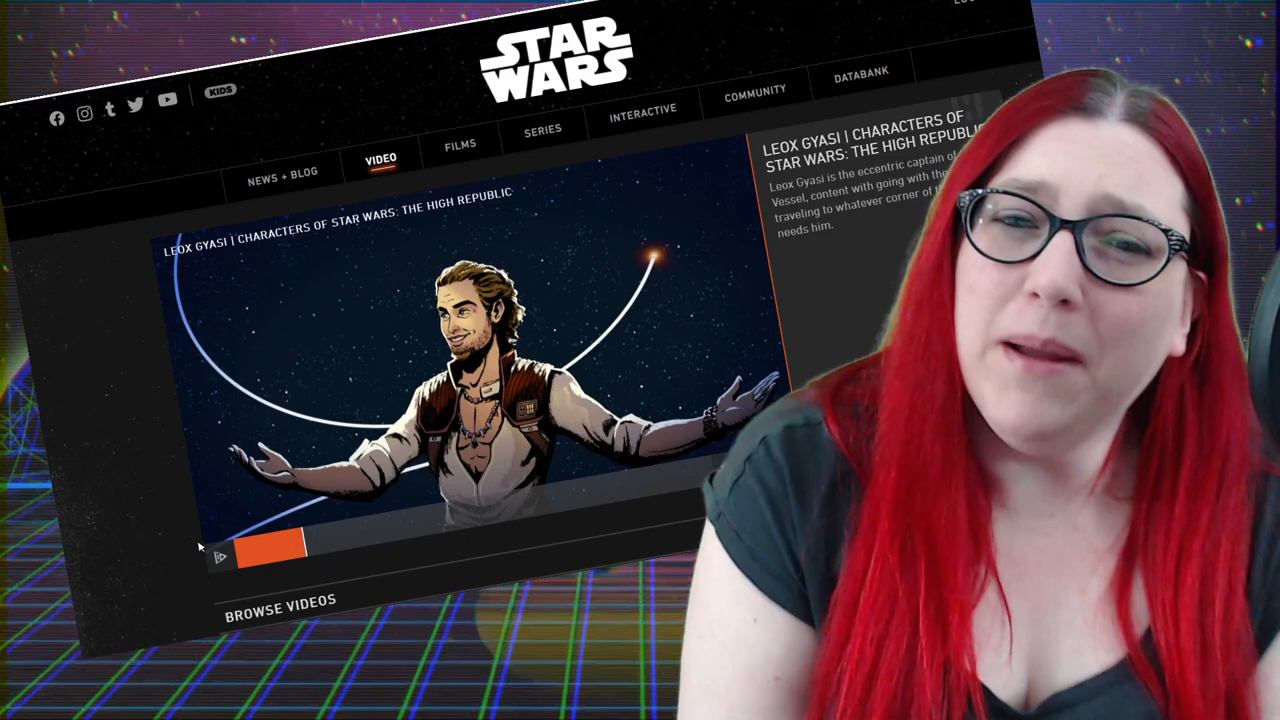 STAR
WARS
KIDS
NEWS + BLOG
VIDEO
FILMS
SERIES
INTERACTIVE
COMMUNITY
DATABANK
LEOX GYASI | CHARACTERS OF STAR WARS: THE HIGH REPUBLIC
LEOX GYASI | CHARACTERS OF
STAR WARS: THE HIGH REPUBLIC
Leox Gyasi is the eccentric captain of
Vessel, content with going with the
traveling to whatever corner of
needs him.
BROWSE VIDEOS